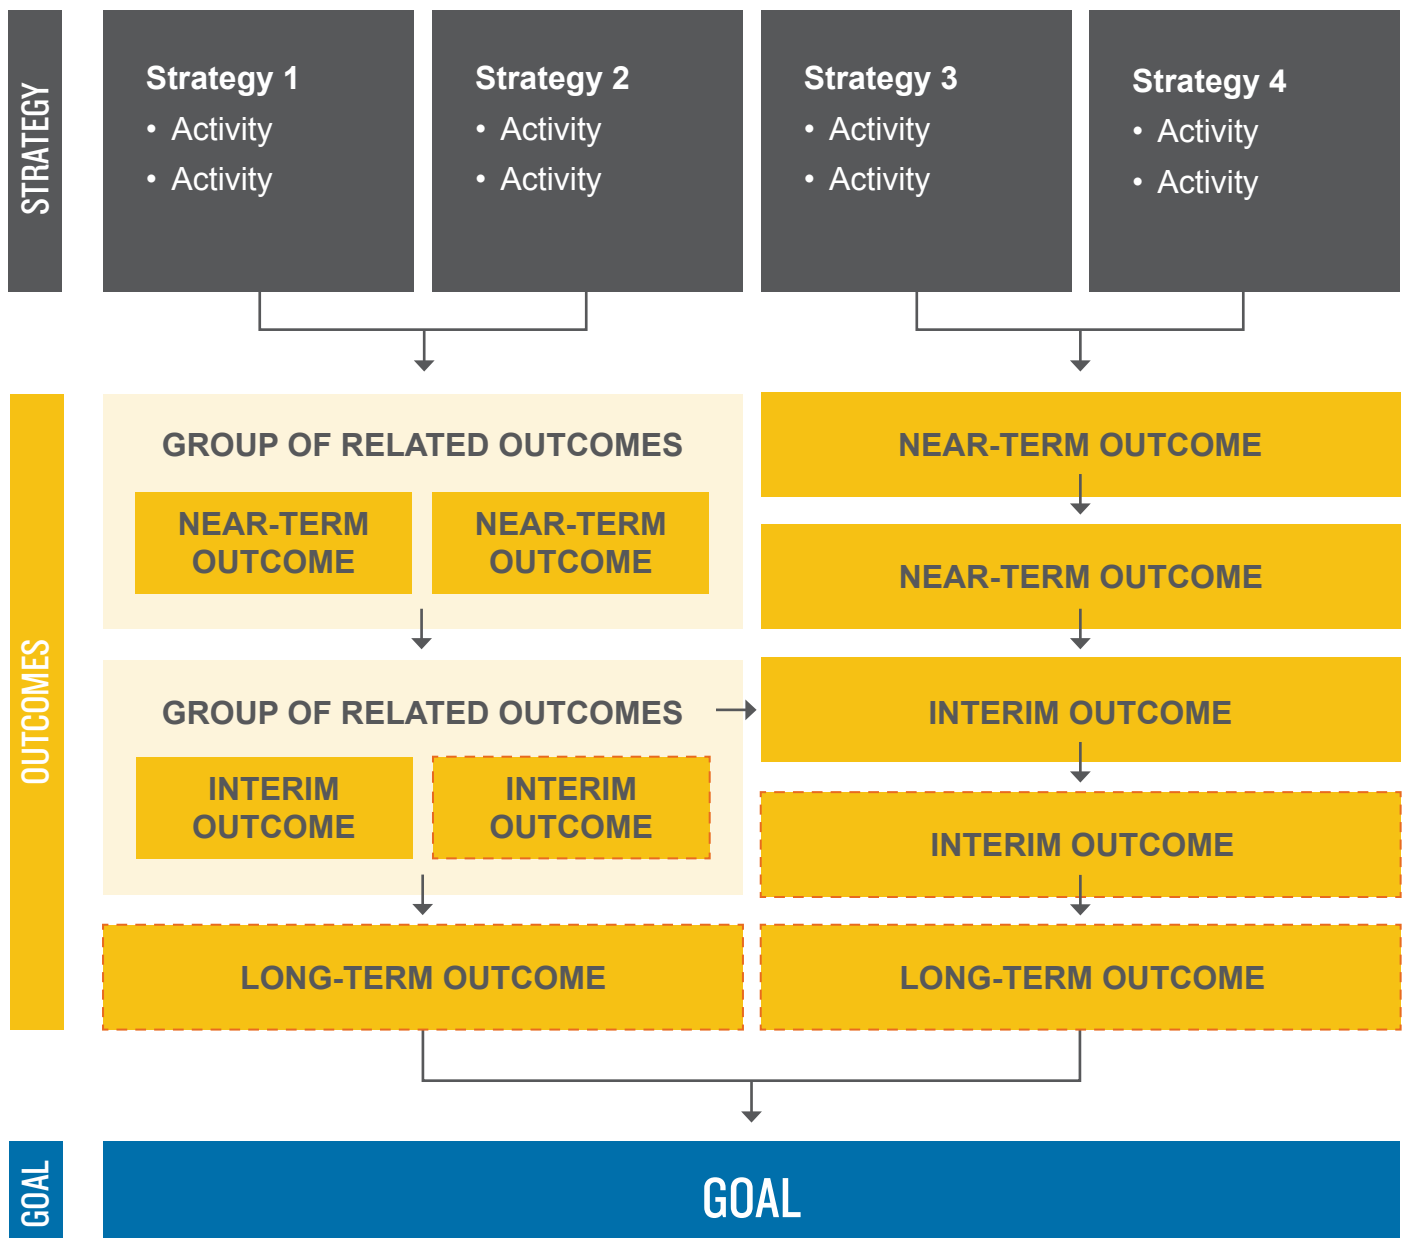 STRATEGY
Strategy 1
• Activity
• Activity
Strategy 2
• Activity
• Activity
Strategy 3
• Activity
• Activity
Strategy 4
• Activity
• Activity
OUTCOMES
GROUP OF RELATED OUTCOMES
NEAR-TERM
OUTCOME
NEAR-TERM
OUTCOME
GROUP OF RELATED OUTCOMES
INTERIM
OUTCOME
INTERIM
OUTCOME
LONG-TERM OUTCOME
NEAR-TERM OUTCOME
NEAR-TERM OUTCOME
INTERIM OUTCOME
INTERIM OUTCOME
LONG-TERM OUTCOME
GOAL
GOAL